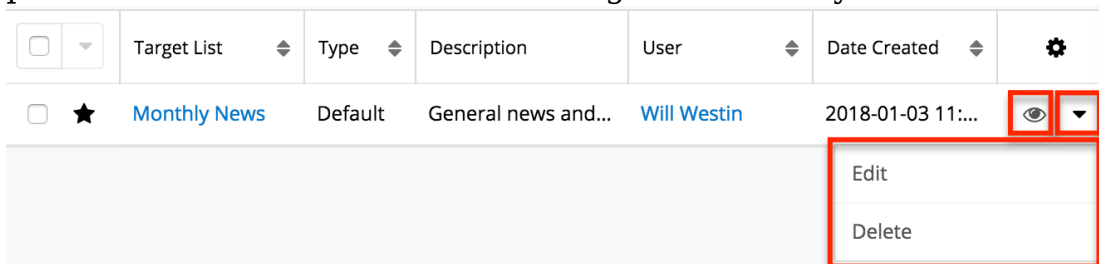 Target List Type Description User Date Created
Monthly News Default General news and... Will Westin 2018-01-03 11:...
Edit
Delete